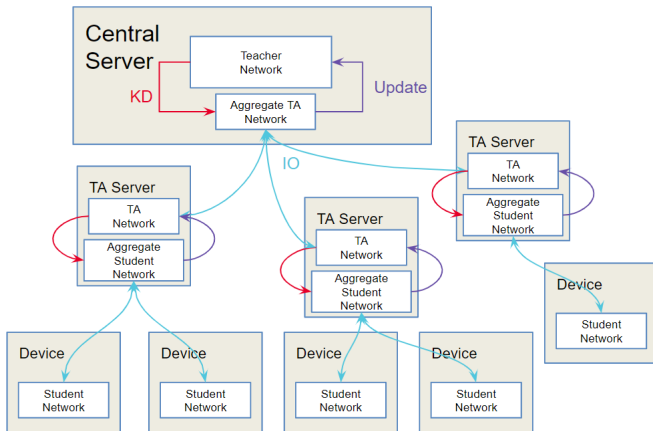 Central
Server
Teacher
Network
KD
Update
Aggregate TA
Network
IO
TA Server
TA
Network
Aggregate
Student
Network
TA Server
TA
Network
Aggregate
Student
Network
TA Server
TA
Network
Aggregate
Student
Network
Device
Student
Network
Device
Student
Network
Device
Student
Network
Device
Student
Network
Device
Student
Network